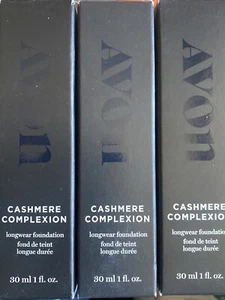 Avon
Avon
Avon
CASHMERE
COMPLEXION
longwear foundation
fond de teint
longue durée
30 ml 1 fl. oz.
CASHMERE
COMPLEXION
longwear foundation
fond de teint
longue durée
30 ml 1 fl. oz.
CASHMERE
COMPLEXIO
longwear foundation
fond de teint
longue durée
30 ml 1 fl. oz.